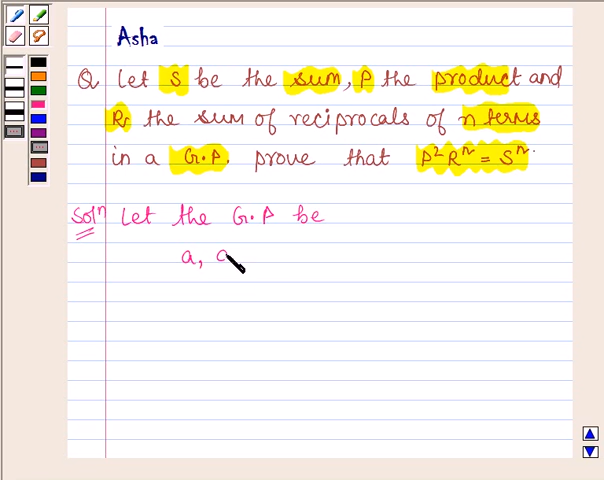 Asha
Q Let S be the sum, P the product and
R the sum of reciprocals of n terms
in a G.P. prove that P²Rⁿ = Sⁿ.
Solⁿ Let the G.P be
a, a